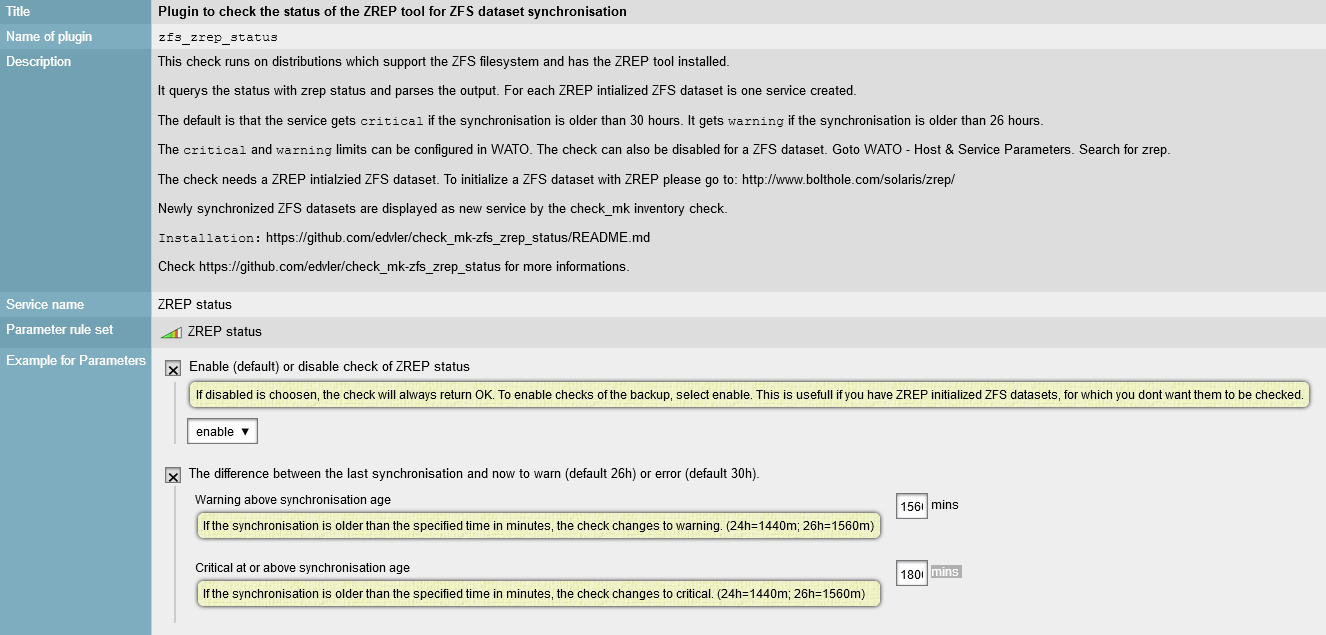 Title
Plugin to check the status of the ZREP tool for ZFS dataset synchronisation
Name of plugin
zfs_zrep_status
Description
This check runs on distributions which support the ZFS filesystem and has the ZREP tool installed.
It querys the status with zrep status and parses the output. For each ZREP intialized ZFS dataset is one service created.
The default is that the service gets critical if the synchronisation is older than 30 hours. It gets warning if the synchronisation is older than 26 hours.
The critical and warning limits can be configured in WATO. The check can also be disabled for a ZFS dataset. Goto WATO - Host & Service Parameters. Search for zrep.
The check needs a ZREP intialzied ZFS dataset. To initialize a ZFS dataset with ZREP please go to: http://www.bolthole.com/solaris/zrep/
Newly synchronized ZFS datasets are displayed as new service by the check_mk inventory check.
Installation: https://github.com/edvler/check_mk-zfs_zrep_status/README.md
Check https://github.com/edvler/check_mk-zfs_zrep_status for more informations.
Service name
ZREP status
Parameter rule set
ZREP status
Example for Parameters
Enable (default) or disable check of ZREP status
If disabled is choosen, the check will always return OK. To enable checks of the backup, select enable. This is usefull if you have ZREP initialized ZFS datasets, for which you dont want them to be checked.
enable ▼
The difference between the last synchronisation and now to warn (default 26h) or error (default 30h).
Warning above synchronisation age
1560 mins
If the synchronisation is older than the specified time in minutes, the check changes to warning. (24h=1440m; 26h=1560m)
Critical at or above synchronisation age
1800 mins
If the synchronisation is older than the specified time in minutes, the check changes to critical. (24h=1440m; 26h=1560m)